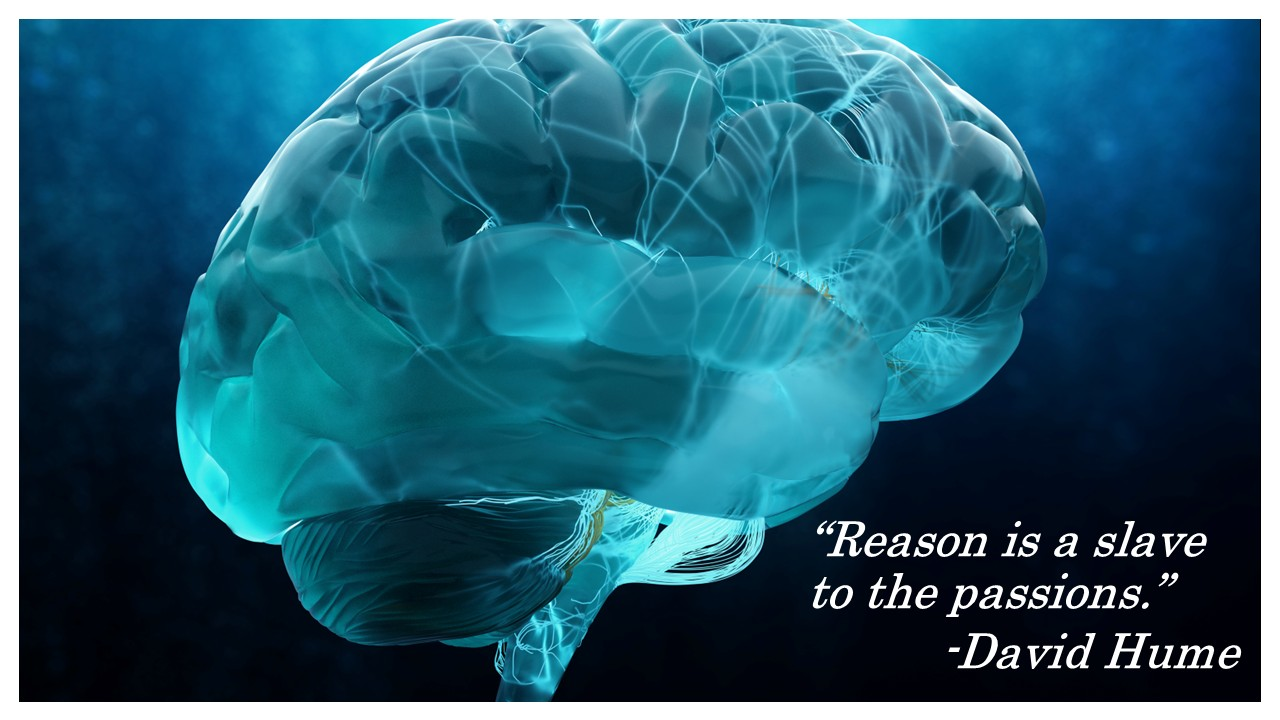 “Reason is a slave
to the passions.”
-David Hume